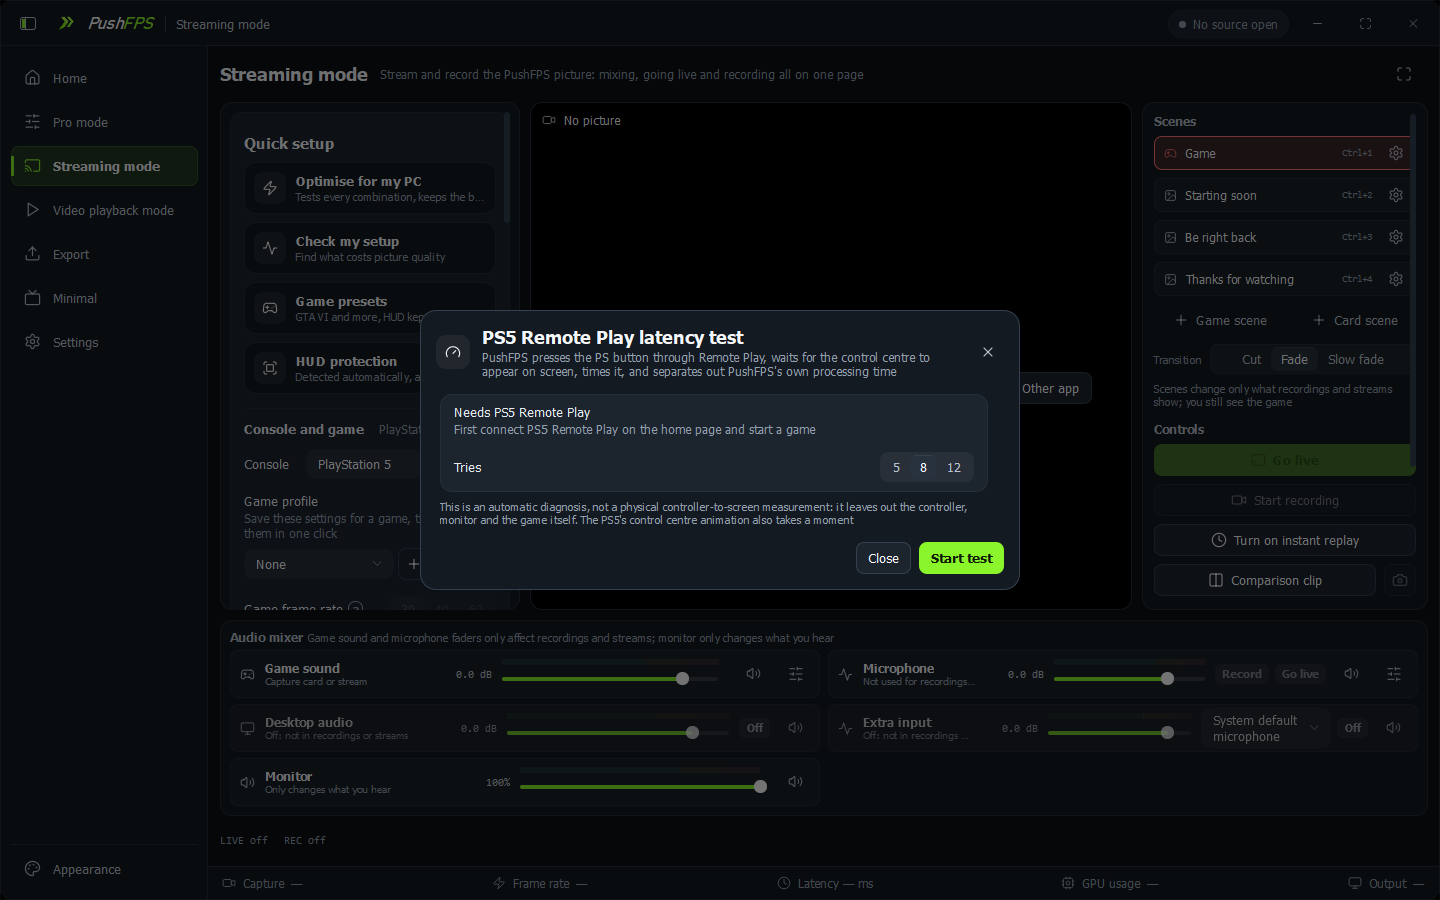 PushFPS
Streaming mode
No source open
Home
Pro mode
Streaming mode
Video playback mode
Export
Minimal
Settings
Appearance
Streaming mode
Stream and record the PushFPS picture: mixing, going live and recording all on one page
Quick setup
Optimise for my PC
Tests every combination, keeps the b...
Check my setup
Find what costs picture quality
Game presets
GTA VI and more, HUD
HUD protection
Detected automatically,
Console and game
Console
PlayStation 5
Game profile
Save these settings for a game,
them in one click
None
Game frame rate
No picture
Other app
PS5 Remote Play latency test
PushFPS presses the PS button through Remote Play, waits for the control centre to
appear on screen, times it, and separates out PushFPS's own processing time
Needs PS5 Remote Play
First connect PS5 Remote Play on the home page and start a game
Tries
5 8 12
This is an automatic diagnosis, not a physical controller-to-screen measurement: it leaves out the controller,
monitor and the game itself. The PS5's control centre animation also takes a moment
Close
Start test
Scenes
Game Ctrl+1
Starting soon Ctrl+2
Be right back Ctrl+3
Thanks for watching Ctrl+4
+ Game scene + Card scene
Transition Cut Fade Slow fade
Scenes change only what recordings and streams
show; you still see the game
Controls
Go live
Start recording
Turn on instant replay
Comparison clip
Audio mixer Game sound and microphone faders only affect recordings and streams; monitor only changes what you hear
Game sound
Capture card or stream
0.0 dB
Microphone
Not used for recordings...
0.0 dB
Record
Go live
Desktop audio
Off: not in recordings or streams
0.0 dB
Off
Extra input
Off: not in recordings ...
0.0 dB
System default
microphone
Off
Monitor
Only changes what you hear
100%
LIVE off REC off
Capture —
Frame rate —
Latency — ms
GPU usage —
Output —